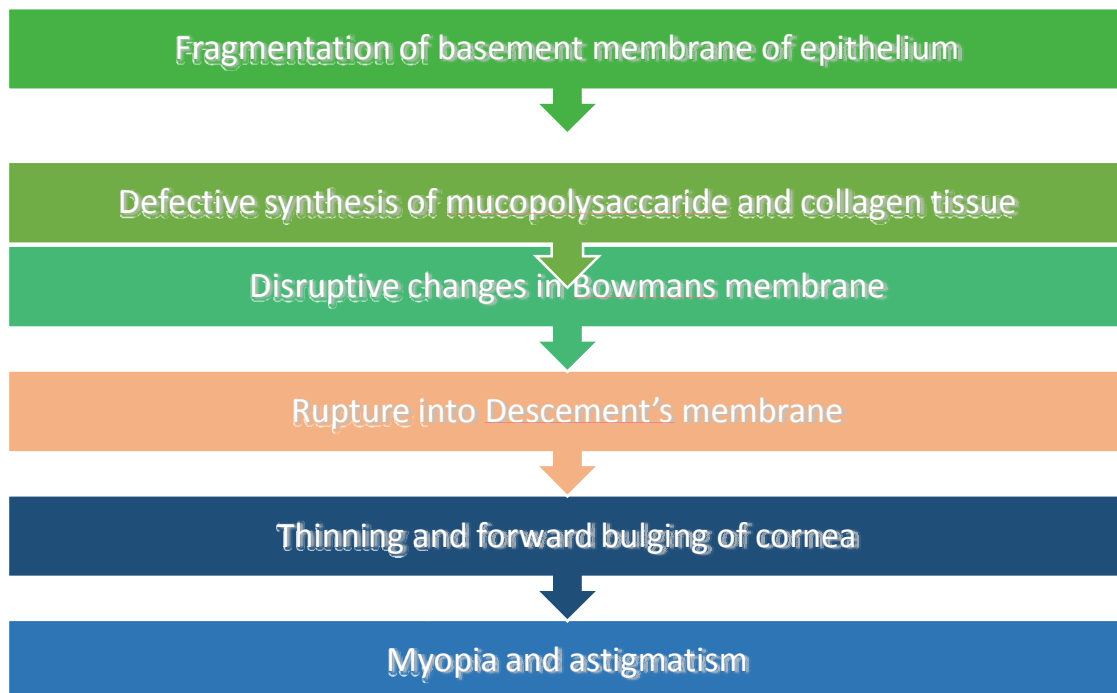 Fragmentation of basement membrane of epithelium
Defective synthesis of mucopolysaccaride and collagen tissue
Disruptive changes in Bowmans membrane
Rupture into Descement’s membrane
Thinning and forward bulging of cornea
Myopia and astigmatism